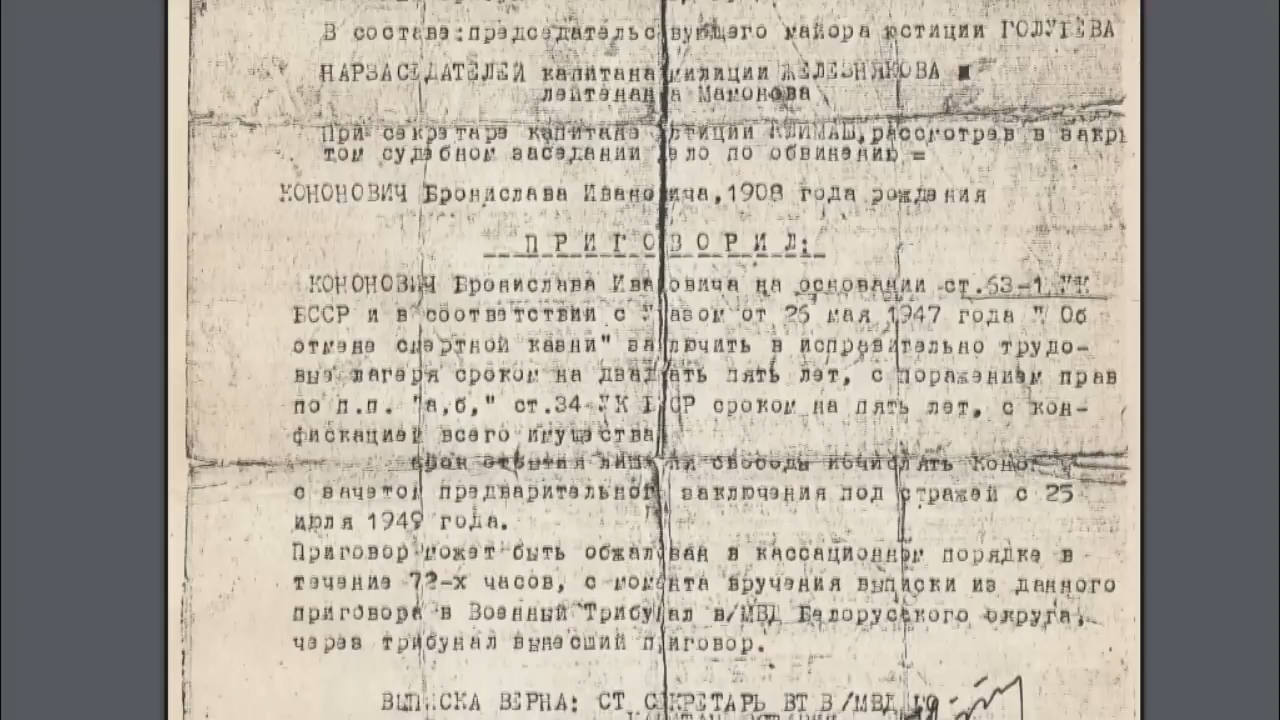 В составе:председательствующего майора юстиции ГОЛУБЕВА
НАРЗАСЕДАТЕЛЕЙ капитана милиции ЖЕЛЕЗНЯКОВА и
лейтенанта Мамонова
При секретаре капитане юстиции КЛИМАШ,рассмотрев в закры
том судебном заседании дело по обвинению =
КОНОНОВИЧ Бронислава Ивановича,1908 года рождения
П Р И Г О В О Р И Л:
КОНОНОВИЧ Бронислава Ивановича на основании ст.63-1 УК
БССР и в соответствии с Указом от 26 мая 1947 года " Об
отмене смертной казни" заключить в исправительно трудо-
вые лагеря сроком на двадцать пять лет, с поражением прав
по п.п. "а,б," ст.34 УК БССР сроком на пять лет, с кон-
фискацией всего имущества
Срок отбытия лишения свободы исчислять
с зачетом предварительного заключения под стражей с 25
июля 1949 года.
Приговор может быть обжалован в кассационном порядке в
течение 72-х часов, с момента вручения выписки из данного
приговора в Военный Трибунал в/МВД Белорусского округа,
через трибунал вынесший приговор.
ВЫПИСКА ВЕРНА: СТ СЕКРЕТАРЬ ВТ В/МВД
КАПИТАН ЮСТИЦИИ